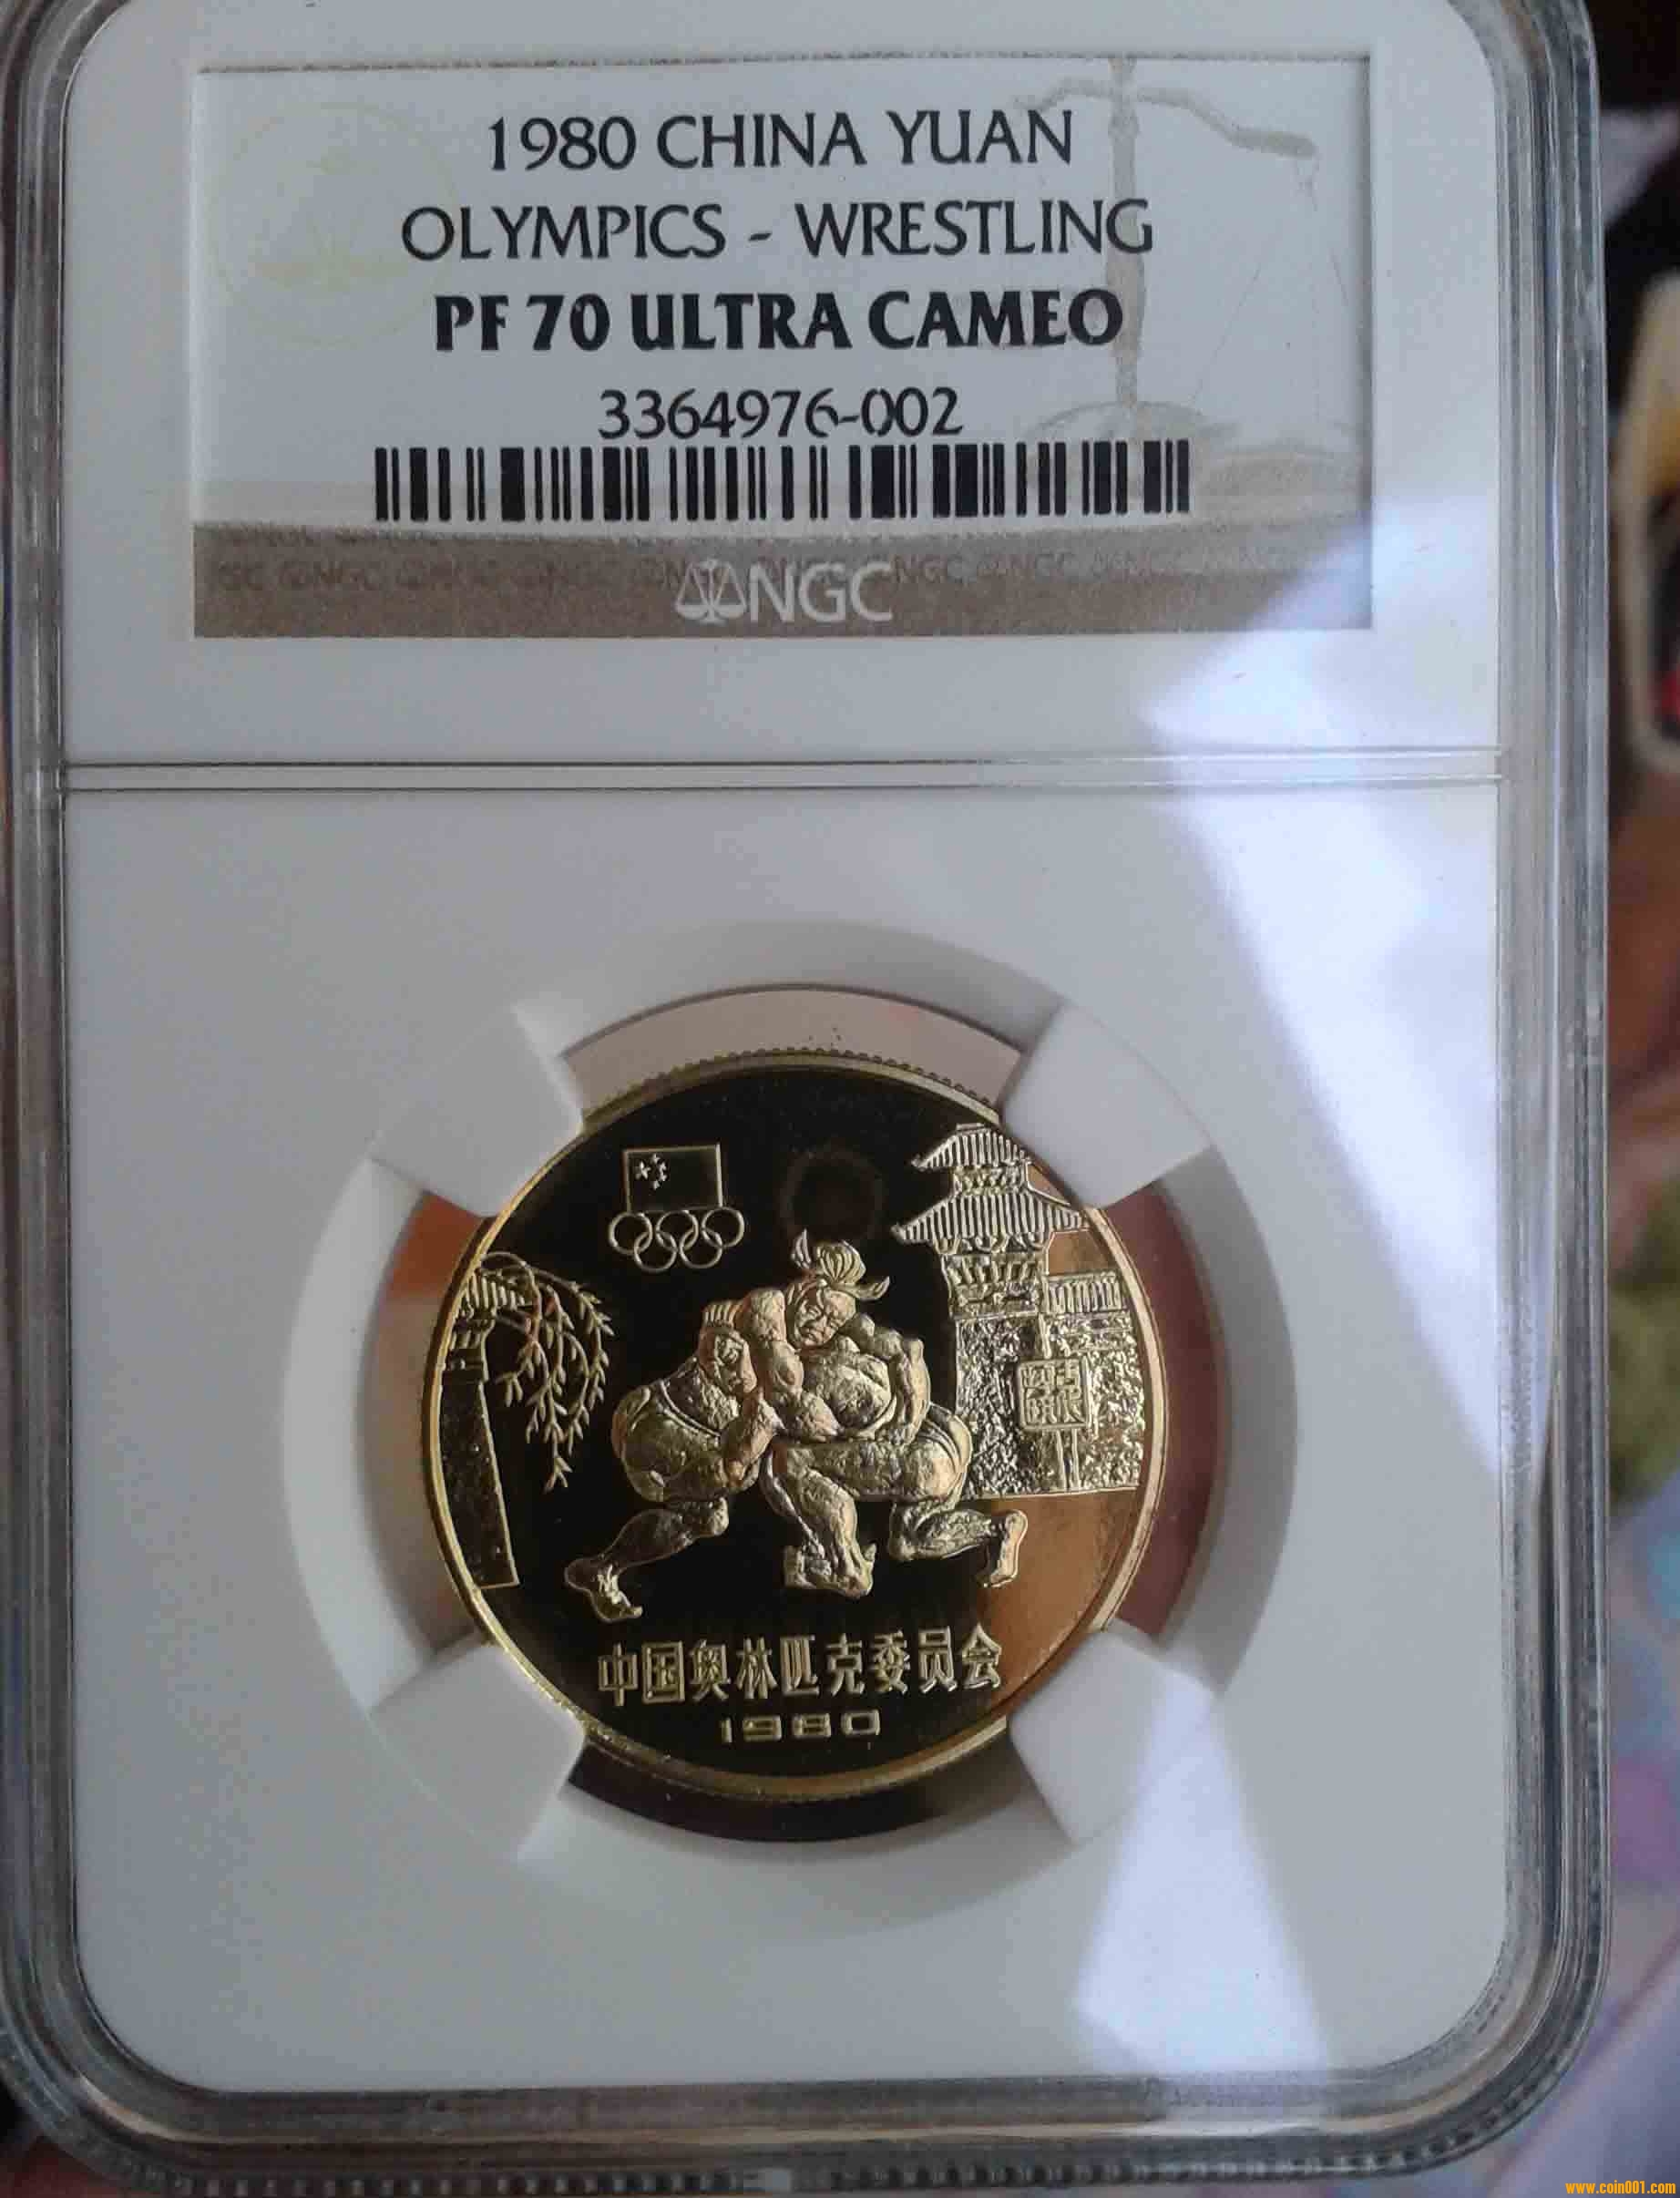 1980 CHINA YUAN
OLYMPICS - WRESTLING
PF 70 ULTRA CAMEO
3364976-002
NGC
中国奥林匹克委员会
1980
www.coin001.com